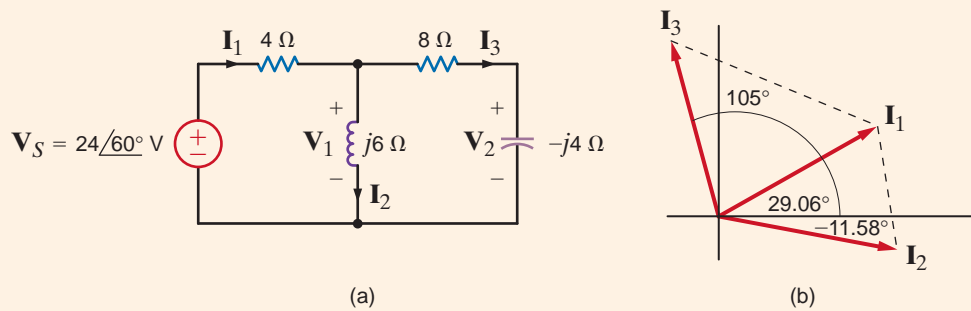 I₁
4 Ω
8 Ω
I₃
V_S = 24/60° V
+
−
+
V₁
−
j6 Ω
I₂
+
V₂
−
−j4 Ω
(a)
I₃
105°
I₁
29.06°
−11.58°
I₂
(b)